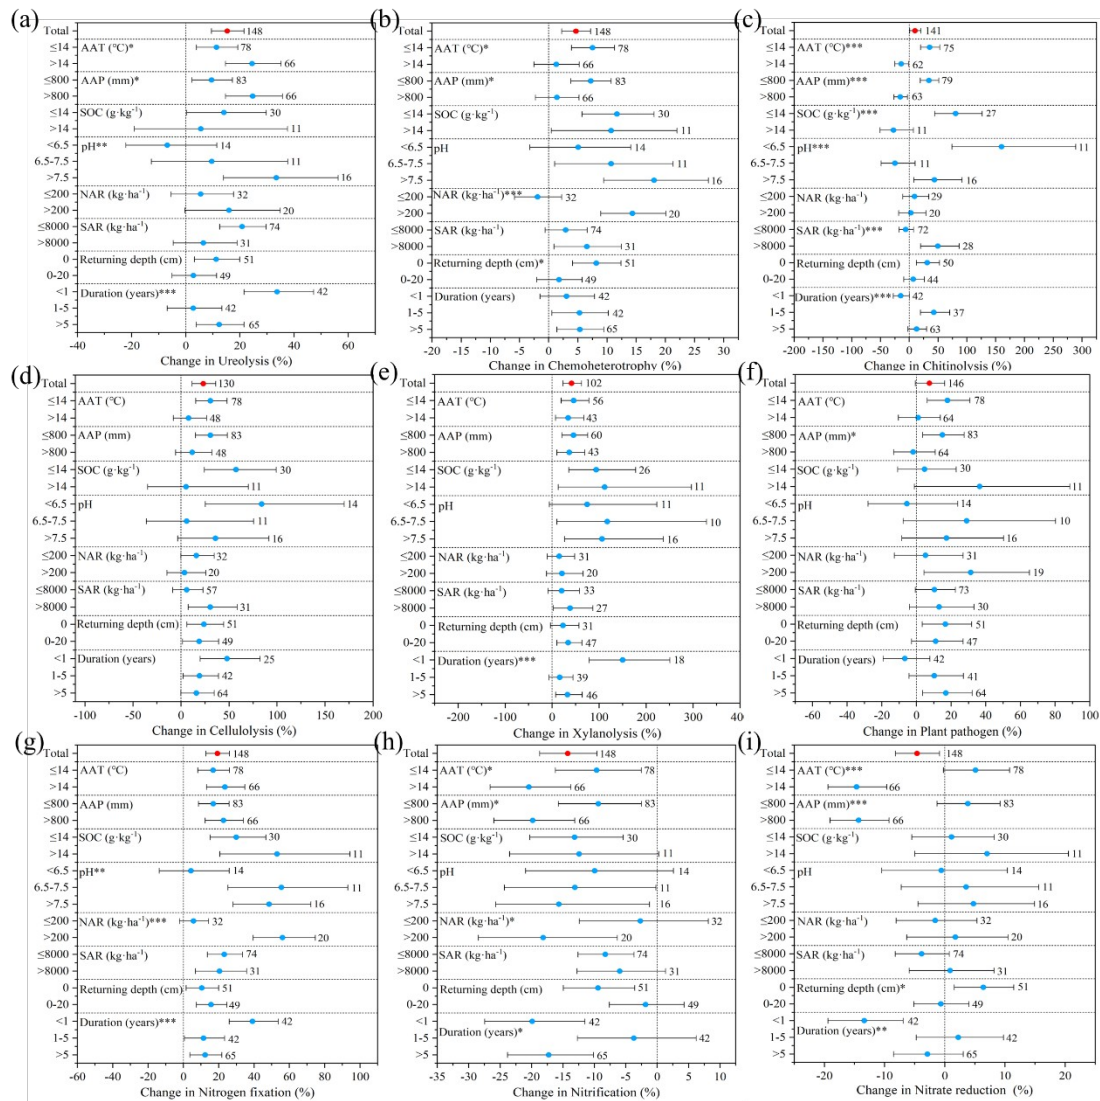 (a)
Total 148
≤14 AAT (℃)* 78
>14 66
≤800 AAP (mm)* 83
>800 66
≤14 SOC (g·kg⁻¹) 30
>14 11
<6.5 pH** 14
6.5-7.5 11
>7.5 16
≤200 NAR (kg·ha⁻¹) 32
>200 20
≤8000 SAR (kg·ha⁻¹) 74
>8000 31
0 Returning depth (cm) 51
0-20 49
<1 Duration (years)*** 42
1-5 42
>5 65
-40 -20 0 20 40 60
Change in Ureolysis (%)
(b)
Total 148
≤14 AAT (℃)* 78
>14 66
≤800 AAP (mm)* 83
>800 66
≤14 SOC (g·kg⁻¹) 30
>14 11
<6.5 pH 14
6.5-7.5 11
>7.5 16
≤200 NAR (kg·ha⁻¹)*** 32
>200 20
≤8000 SAR (kg·ha⁻¹) 74
>8000 31
0 Returning depth (cm)* 51
0-20 49
<1 Duration (years) 42
1-5 42
>5 65
-20 -15 -10 -5 0 5 10 15 20 25 30
Change in Chemoheterotrophy (%)
(c)
Total 141
≤14 AAT (℃)*** 75
>14 62
≤800 AAP (mm)*** 79
>800 63
≤14 SOC (g·kg⁻¹)*** 27
>14 11
<6.5 pH*** 11
6.5-7.5 11
>7.5 16
≤200 NAR (kg·ha⁻¹) 29
>200 20
≤8000 SAR (kg·ha⁻¹)*** 72
>8000 28
0 Returning depth (cm) 50
0-20 44
<1 Duration (years)*** 42
1-5 37
>5 63
-200 -150 -100 -50 0 50 100 150 200 250 300
Change in Chitinolysis (%)
(d)
Total 130
≤14 AAT (℃) 78
>14 48
≤800 AAP (mm) 83
>800 48
≤14 SOC (g·kg⁻¹) 30
>14 11
<6.5 pH 14
6.5-7.5 11
>7.5 16
≤200 NAR (kg·ha⁻¹) 32
>200 20
≤8000 SAR (kg·ha⁻¹) 57
>8000 31
0 Returning depth (cm) 51
0-20 49
<1 Duration (years) 25
1-5 42
>5 64
-100 -50 0 50 100 150 200
Change in Cellulolysis (%)
(e)
Total 102
≤14 AAT (℃) 56
>14 43
≤800 AAP (mm) 60
>800 43
≤14 SOC (g·kg⁻¹) 26
>14 11
<6.5 pH 11
6.5-7.5 10
>7.5 16
≤200 NAR (kg·ha⁻¹) 31
>200 20
≤8000 SAR (kg·ha⁻¹) 33
>8000 27
0 Returning depth (cm) 31
0-20 47
<1 Duration (years)*** 18
1-5 39
>5 46
-200 -100 0 100 200 300 40
Change in Xylanolysis (%)
(f)
Total 146
≤14 AAT (℃) 78
>14 64
≤800 AAP (mm)* 83
>800 64
≤14 SOC (g·kg⁻¹) 30
>14 11
<6.5 pH 14
6.5-7.5 10
>7.5 16
≤200 NAR (kg·ha⁻¹) 31
>200 19
≤8000 SAR (kg·ha⁻¹) 73
>8000 30
0 Returning depth (cm) 51
0-20 47
<1 Duration (years) 42
1-5 41
>5 64
-60 -40 -20 0 20 40 60 80 100
Change in Plant pathogen (%)
(g)
Total 148
≤14 AAT (℃) 78
>14 66
≤800 AAP (mm) 83
>800 66
≤14 SOC (g·kg⁻¹) 30
>14 11
<6.5 pH** 14
6.5-7.5 11
>7.5 16
≤200 NAR (kg·ha⁻¹)*** 32
>200 20
≤8000 SAR (kg·ha⁻¹) 74
>8000 31
0 Returning depth (cm) 51
0-20 49
<1 Duration (years)*** 42
1-5 42
>5 65
-60 -40 -20 0 20 40 60 80 100
Change in Nitrogen fixation (%)
(h)
Total 148
≤14 AAT (℃)* 78
>14 66
≤800 AAP (mm)* 83
>800 66
≤14 SOC (g·kg⁻¹) 30
>14 11
<6.5 pH 14
6.5-7.5 11
>7.5 16
≤200 NAR (kg·ha⁻¹)* 32
>200 20
≤8000 SAR (kg·ha⁻¹) 74
>8000 31
0 Returning depth (cm) 51
0-20 49
<1 42
Duration (years)*
1-5 42
>5 65
-35 -30 -25 -20 -15 -10 -5 0 5 10
Change in Nitrification (%)
(i)
Total 148
≤14 AAT (℃)*** 78
>14 66
≤800 AAP (mm)*** 83
>800 66
≤14 SOC (g·kg⁻¹) 30
>14 11
<6.5 pH 14
6.5-7.5 11
>7.5 16
≤200 NAR (kg·ha⁻¹) 32
>200 20
≤8000 SAR (kg·ha⁻¹) 74
>8000 31
0 Returning depth (cm)* 51
0-20 49
<1 42
Duration (years)**
1-5 42
>5 65
-20 -10 0 10 20
Change in Nitrate reduction (%)